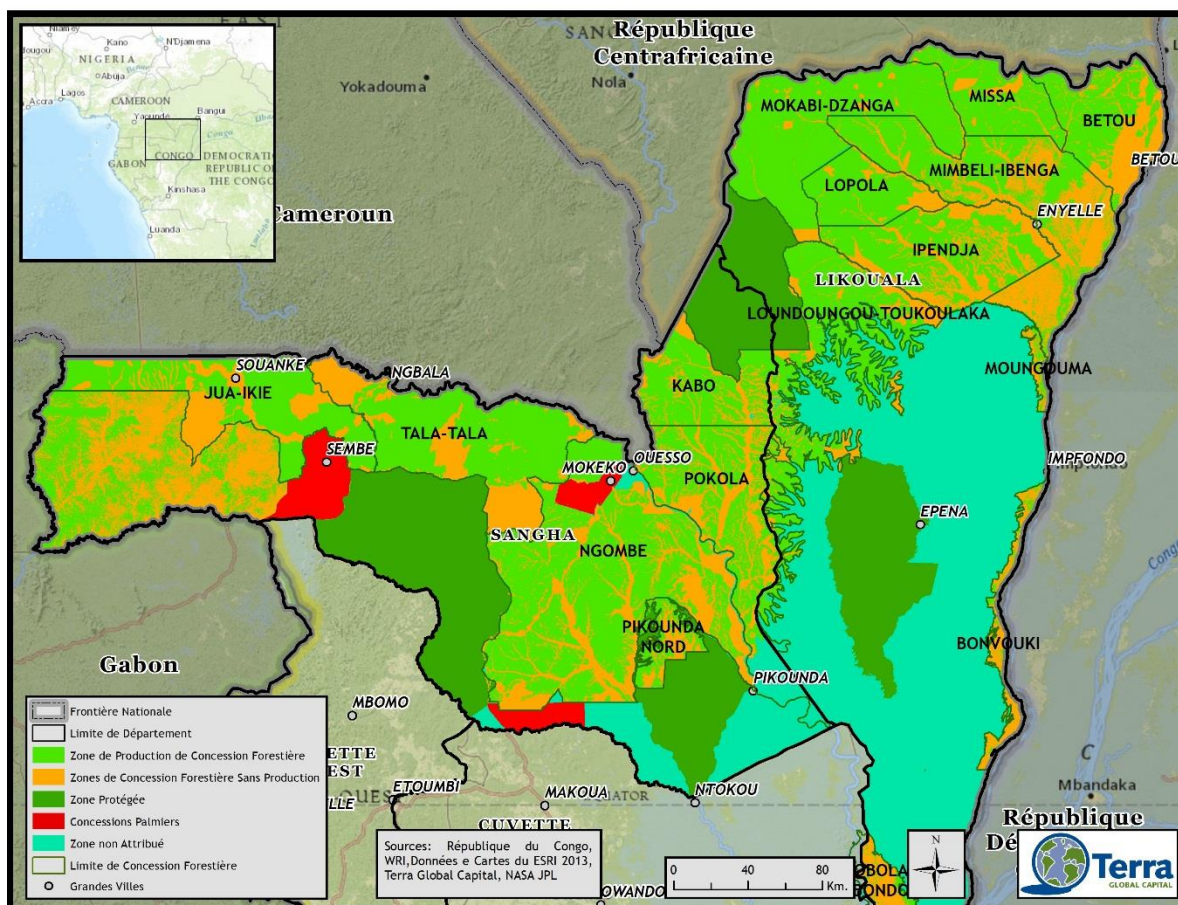 République
Centrafricaine
Niamey
Kano
N'Djamena
NIGERIA
Abuja
Accra
Lagos
CAMEROON
Bangui
Yaoundé
GABON
CONGO
DEMOCRATIC
REPUBLIC OF
THE CONGO
Kinshasa
Luanda
Yokadouma
Nola
Cameroun
MOKABI-DZANGA
MISSA
BETOU
BETOU
MIMBELI-IBENGA
LOPOLA
ENYELLE
IPENDJA
LIKOUALA
LOUNDOUNGOU-TOUKOULAKA
MOUNGOUMA
SOUANKE
NGBALA
JUA-IKIE
KABO
TALA-TALA
SEMBE
MOKEKO
OUESSO
POKOLA
IMPFONDO
Impfondo
EPENA
SANGHA
NGOMBE
PIKOUNDA
NORD
BONVOUKI
PIKOUNDA
Gabon
MBOMO
ETOUMBI
MAKOUA
EQUATOR
NTOKOU
CUVETTE
OWANDO
Mbandaka
République
Frontière Nationale
Limite de Département
Zone de Production de Concession Forestière
Zones de Concession Forestière Sans Production
Zone Protégée
Concessions Palmiers
Zone non Attribué
Limite de Concession Forestière
Grandes Villes
Sources: République du Congo,
WRI,Données e Cartes du ESRI 2013,
Terra Global Capital, NASA JPL
0 40 80
Km.
N
Terra
GLOBAL CAPITAL